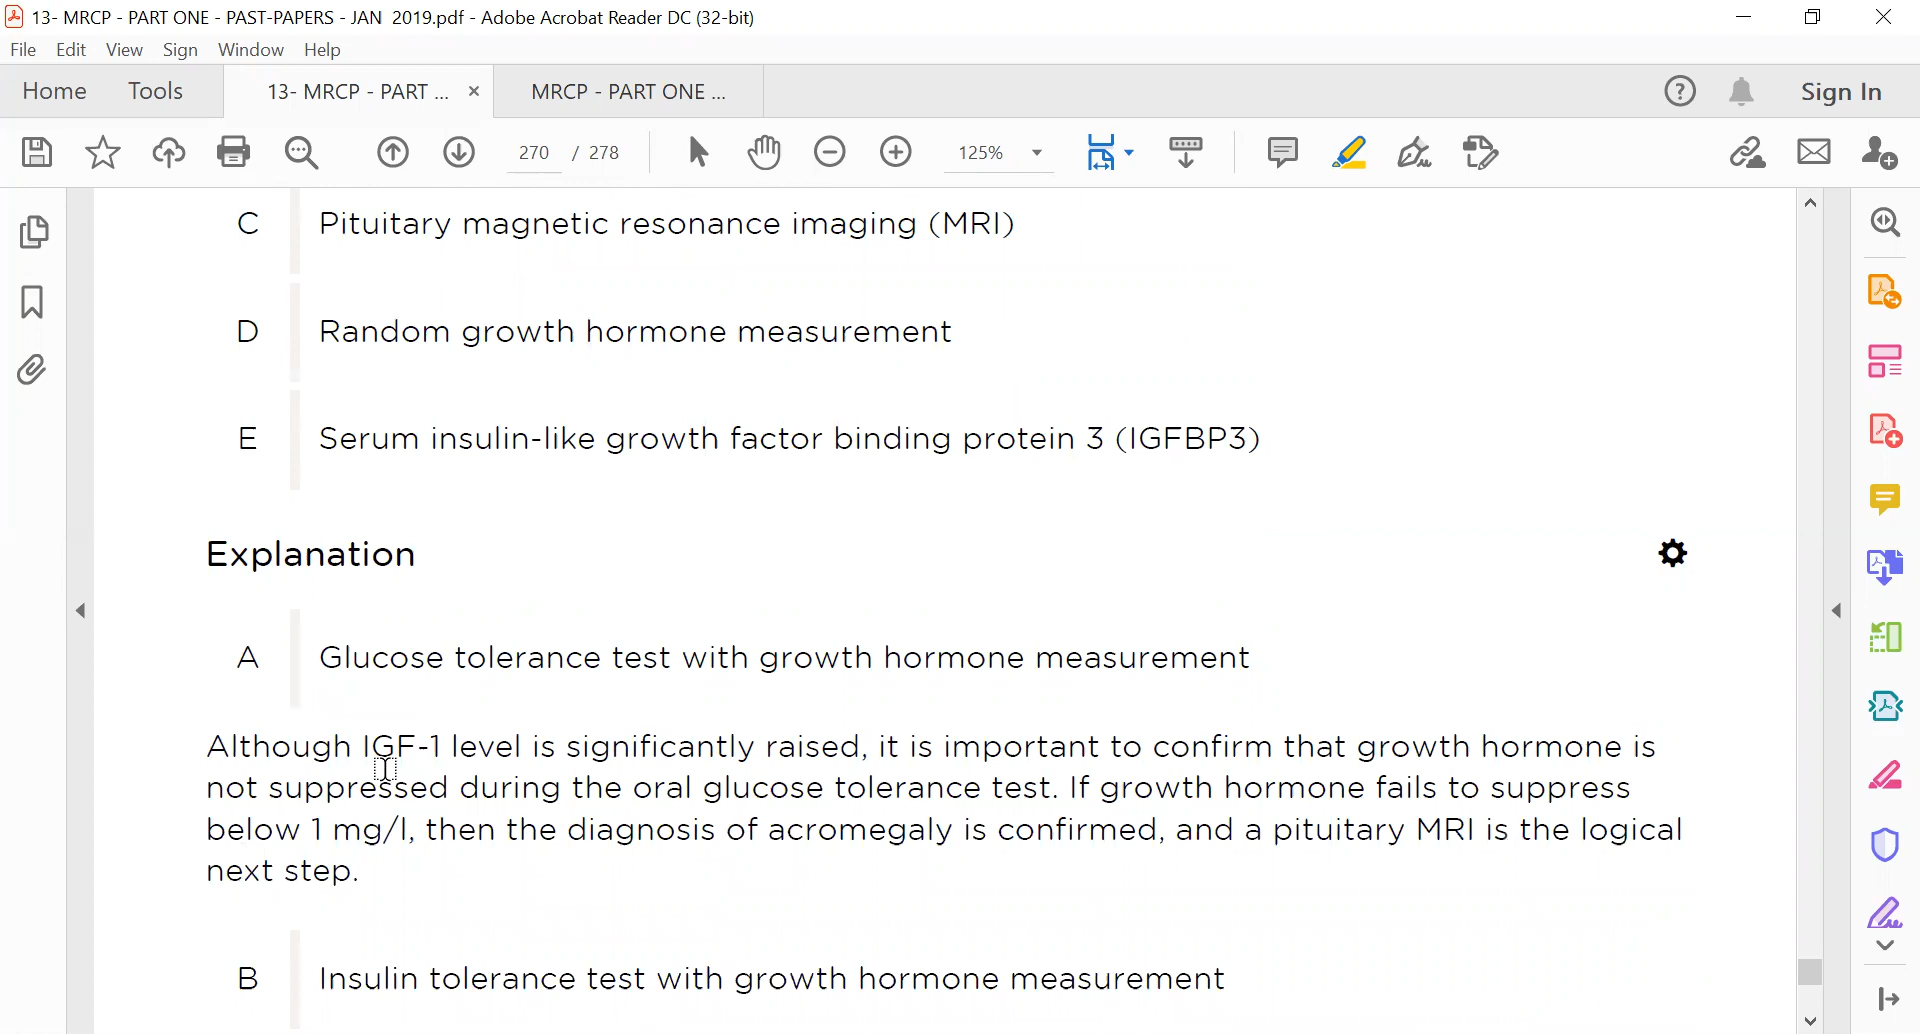 13- MRCP - PART ONE - PAST-PAPERS - JAN  2019.pdf - Adobe Acrobat Reader DC (32-bit)
File Edit View Sign Window Help
Home Tools 13- MRCP - PART ... × MRCP - PART ONE ... ? Sign In
270 / 278 125%
C Pituitary magnetic resonance imaging (MRI)
D Random growth hormone measurement
E Serum insulin-like growth factor binding protein 3 (IGFBP3)
Explanation
A Glucose tolerance test with growth hormone measurement
Although IGF-1 level is significantly raised, it is important to confirm that growth hormone is
not suppressed during the oral glucose tolerance test. If growth hormone fails to suppress
below 1 mg/l, then the diagnosis of acromegaly is confirmed, and a pituitary MRI is the logical
next step.
B Insulin tolerance test with growth hormone measurement